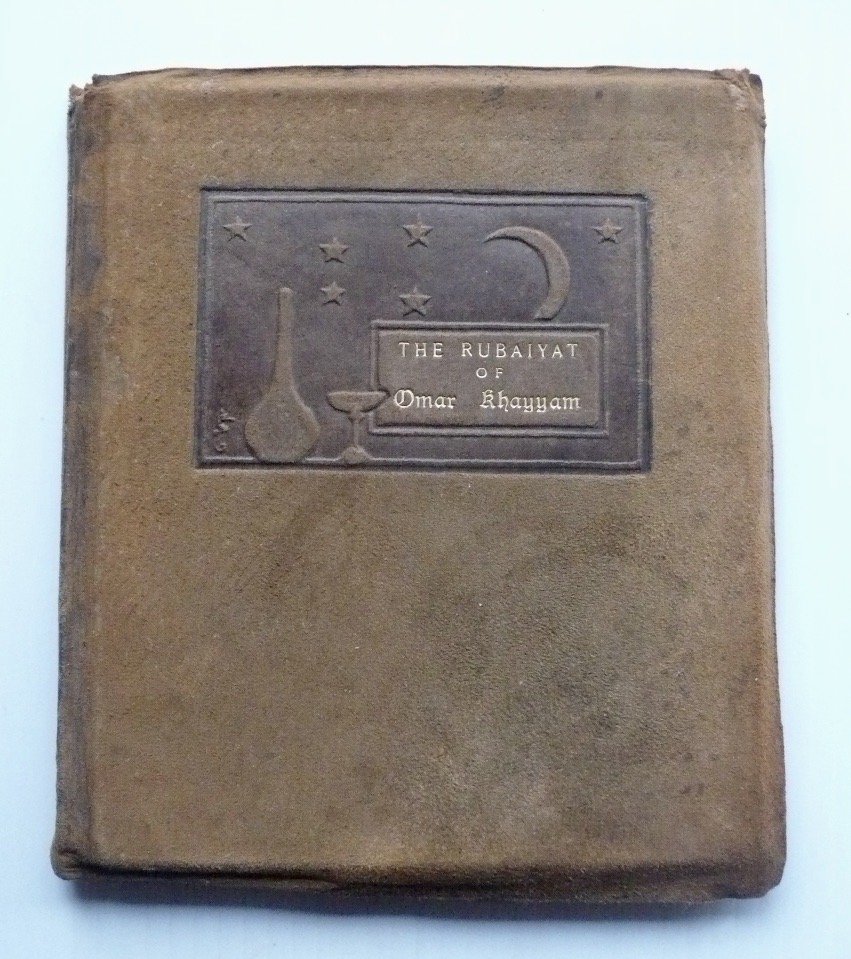 THE RUBAIYAT
OF
Omar Khayyam